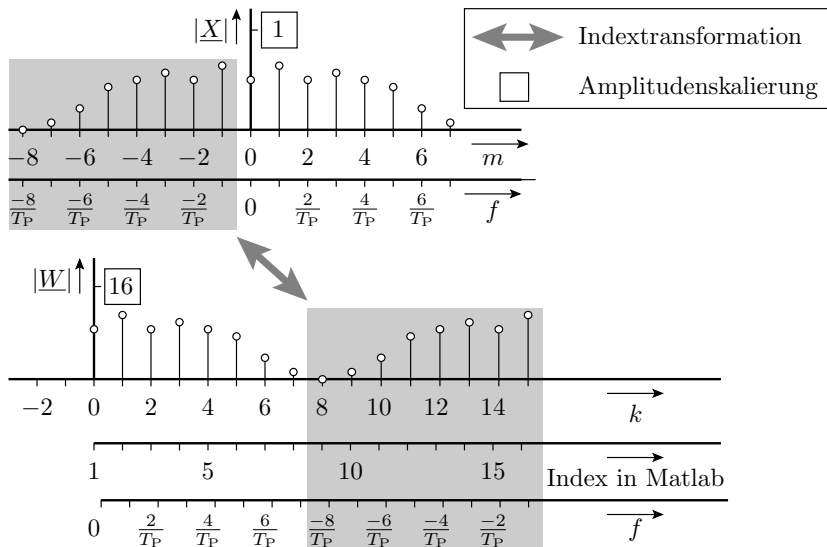 |X| 1
Indextransformation
Amplitudenskalierung
−8 −6 −4 −2 0 2 4 6 m
−8/T_P −6/T_P −4/T_P −2/T_P 0 2/T_P 4/T_P 6/T_P f
|W| 16
−2 0 2 4 6 8 10 12 14 k
1 5 10 15 Index in Matlab
0 2/T_P 4/T_P 6/T_P −8/T_P −6/T_P −4/T_P −2/T_P f